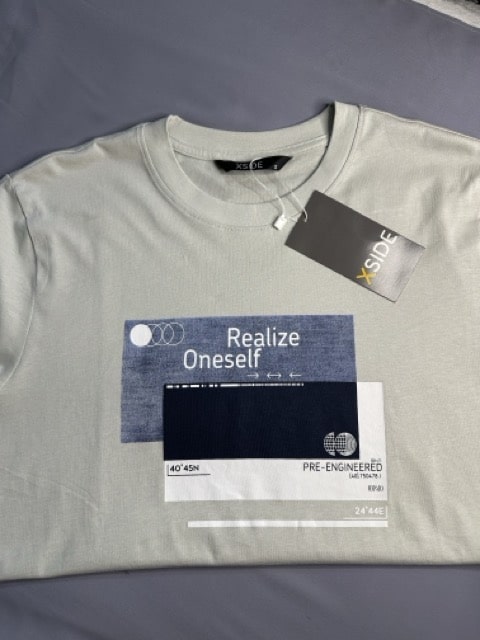 XSIDE
XSIDE
Realize
Oneself
→ ↔ ←
40°45N
PRE-ENGINEERED
24°44E